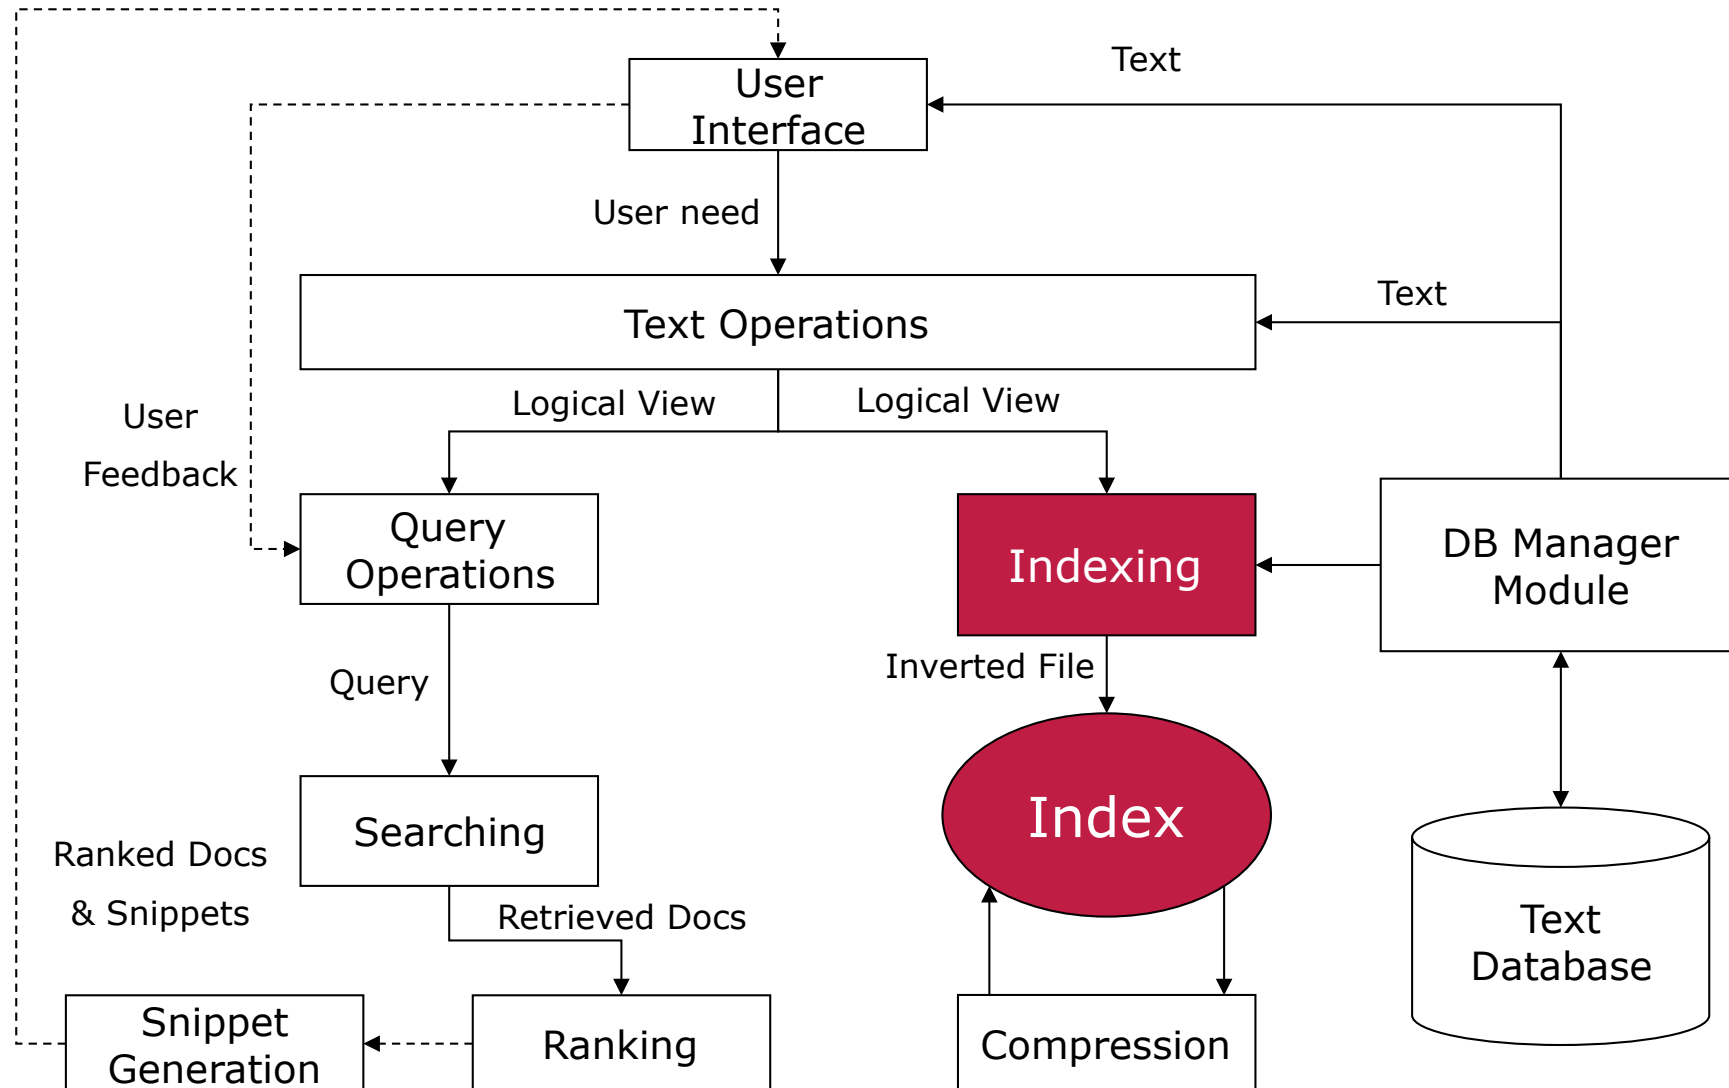 Text
User
Interface
User need
Text
Text Operations
Logical View
Logical View
User
Feedback
Query
Operations
Indexing
DB Manager
Module
Inverted File
Query
Index
Searching
Ranked Docs
& Snippets
Retrieved Docs
Text
Database
Snippet
Generation
Ranking
Compression